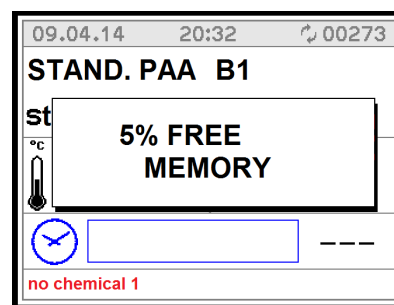 09.04.14 20:32 00273
STAND. PAA B1
st
5% FREE
MEMORY
°C
---
no chemical 1